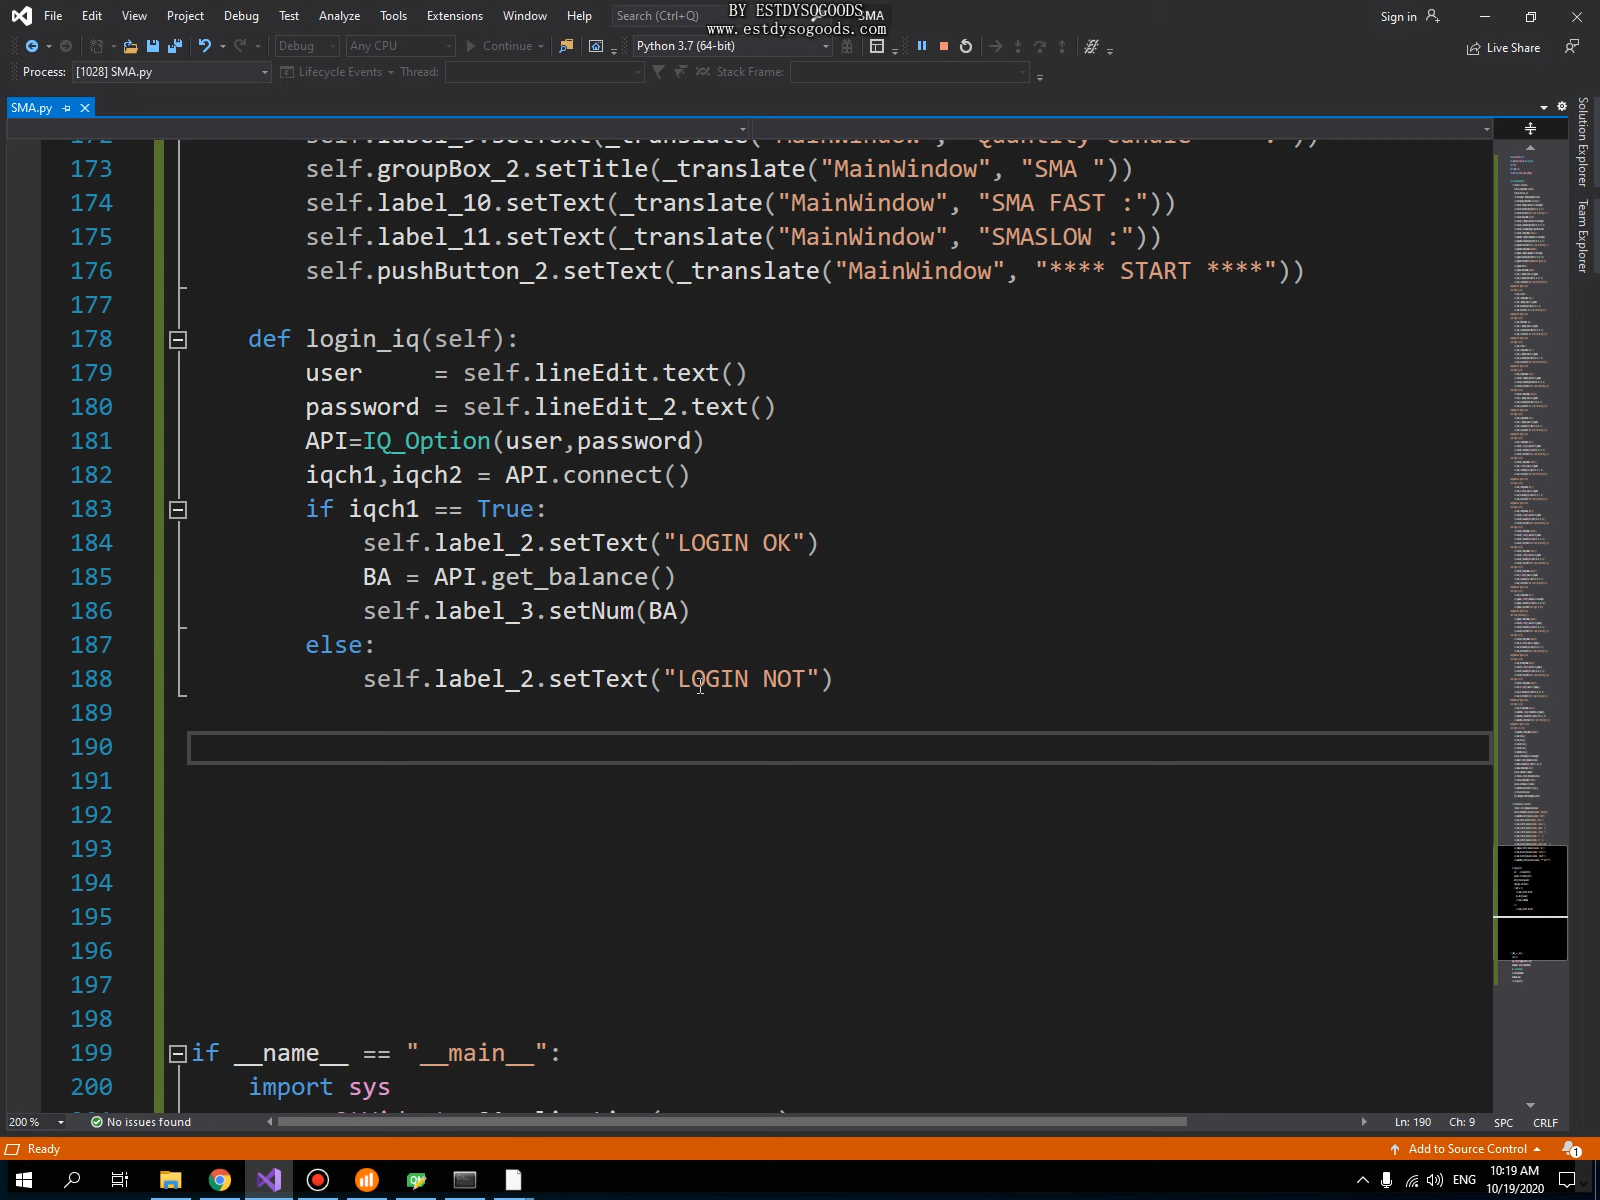 BY ESTDYSOGOODS
www.estdysogoods.com
File Edit View Project Debug Test Analyze Tools Extensions Window Help Search (Ctrl+Q) SMA Sign in
Debug Any CPU Continue Python 3.7 (64-bit) Live Share
Process: [1028] SMA.py Lifecycle Events Thread: Stack Frame:
SMA.py
Solution Explorer
Team Explorer
173 self.groupBox_2.setTitle(_translate("MainWindow", "SMA "))
174 self.label_10.setText(_translate("MainWindow", "SMA FAST :"))
175 self.label_11.setText(_translate("MainWindow", "SMASLOW :"))
176 self.pushButton_2.setText(_translate("MainWindow", "**** START ****"))
177
178 def login_iq(self):
179 user = self.lineEdit.text()
180 password = self.lineEdit_2.text()
181 API=IQ_Option(user,password)
182 iqch1,iqch2 = API.connect()
183 if iqch1 == True:
184 self.label_2.setText("LOGIN OK")
185 BA = API.get_balance()
186 self.label_3.setNum(BA)
187 else:
188 self.label_2.setText("LOGIN NOT")
189
190
191
192
193
194
195
196
197
198
199 if __name__ == "__main__":
200 import sys
200 % No issues found Ln: 190 Ch: 9 SPC CRLF
Ready Add to Source Control 1
ENG 10:19 AM
10/19/2020